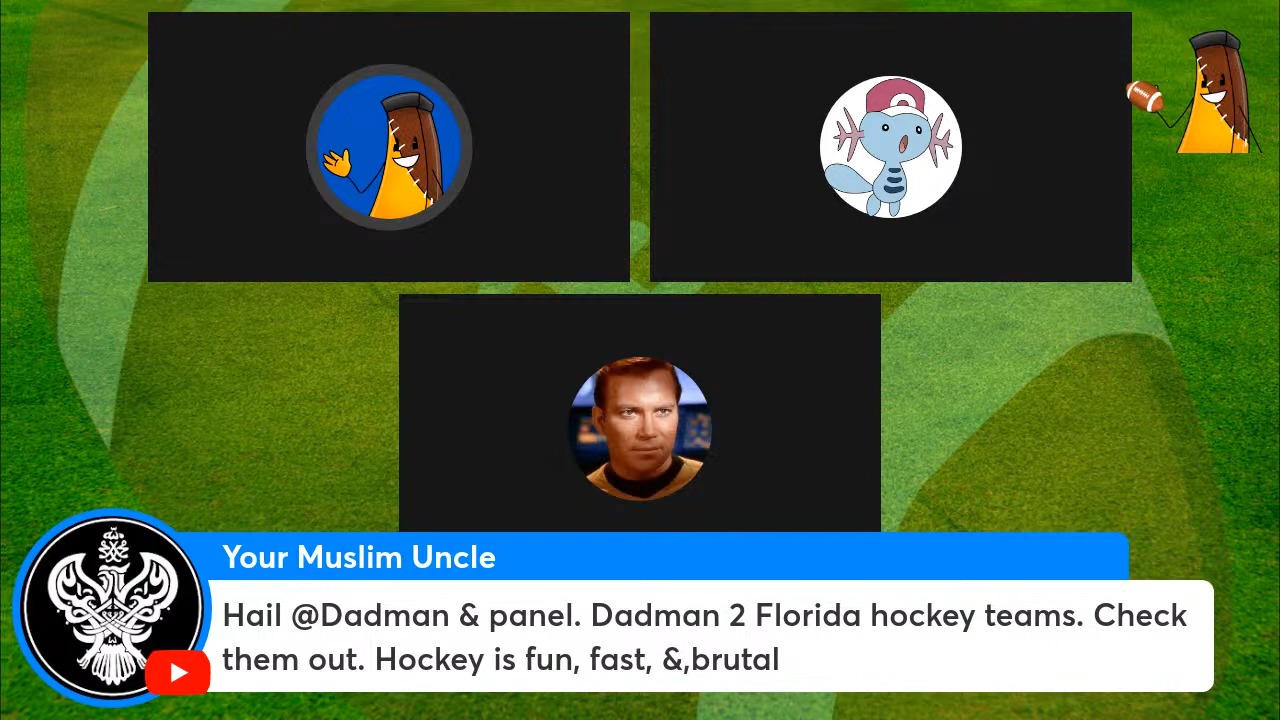 Your Muslim Uncle
Hail @Dadman & panel. Dadman 2 Florida hockey teams. Check
them out. Hockey is fun, fast, &,brutal